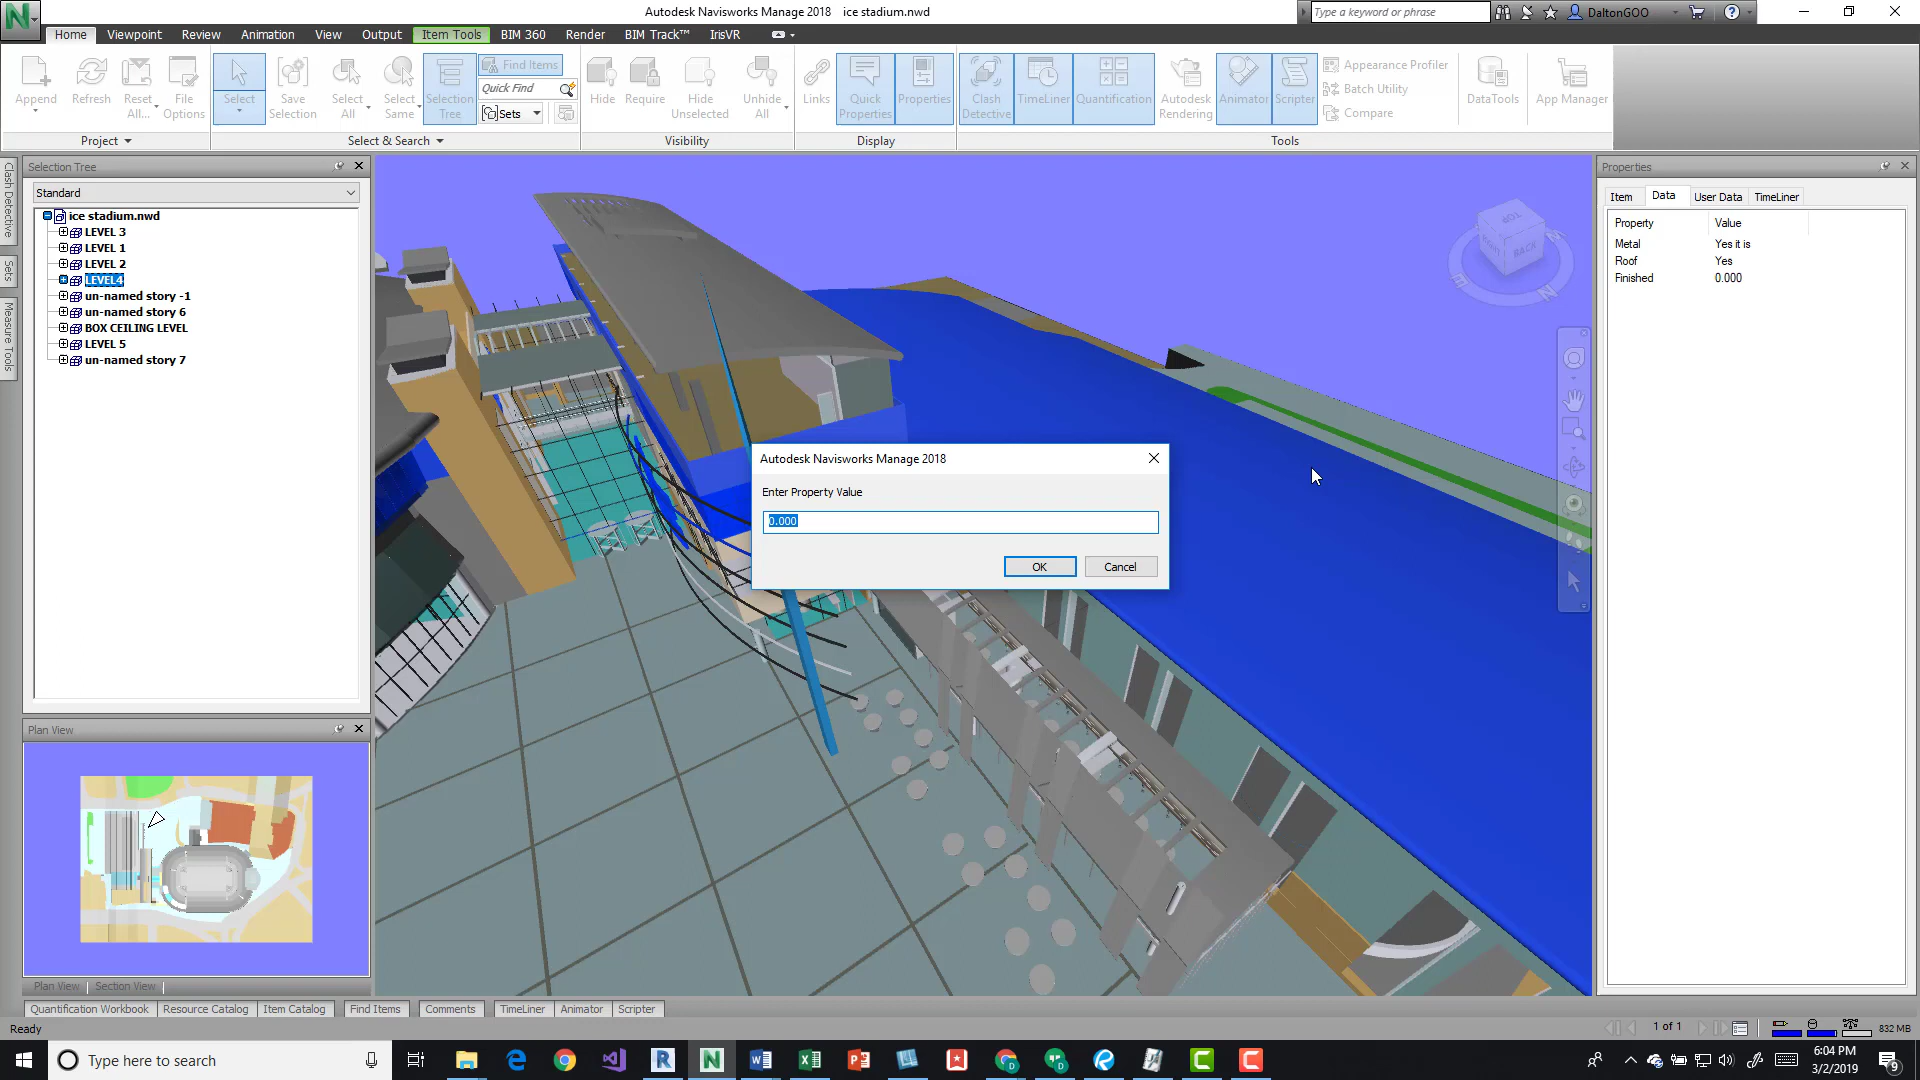 Autodesk Navisworks Manage 2018 ice stadium.nwd
Type a keyword or phrase
DaltonGOO
Home Viewpoint Review Animation View Output Item Tools BIM 360 Render BIM Track™ IrisVR
Append Refresh Reset All... File Options
Project
Select Save Selection Select All Select Same Selection Tree
Find Items
Quick Find
Sets
Select & Search
Hide Require Hide Unselected Unhide All
Visibility
Links Quick Properties Properties
Display
Clash Detective TimeLiner Quantification Autodesk Rendering Animator Scripter
Appearance Profiler
Batch Utility
Compare
DataTools App Manager
Tools
Clash Detective
Sets
Measure Tools
Selection Tree
Standard
ice stadium.nwd
LEVEL 3
LEVEL 1
LEVEL 2
LEVEL4
un-named story -1
un-named story 6
BOX CEILING LEVEL
LEVEL 5
un-named story 7
Plan View
Plan View Section View
TOP
RIGHT BACK
N
Autodesk Navisworks Manage 2018
Enter Property Value
0.000
OK Cancel
Properties
Item Data User Data TimeLiner
Property Value
Metal Yes it is
Roof Yes
Finished 0.000
Quantification Workbook Resource Catalog Item Catalog Find Items Comments TimeLiner Animator Scripter
Ready
1 of 1
832 MB
Type here to search
6:04 PM
3/2/2019